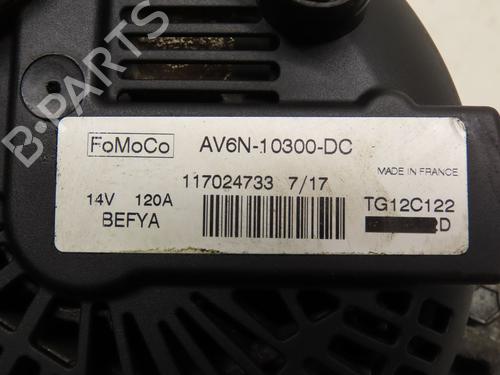 FoMoCo AV6N-10300-DC
MADE IN FRANCE
117024733 7/17
14V 120A TG12C122
BEFYA D
B-PARTS